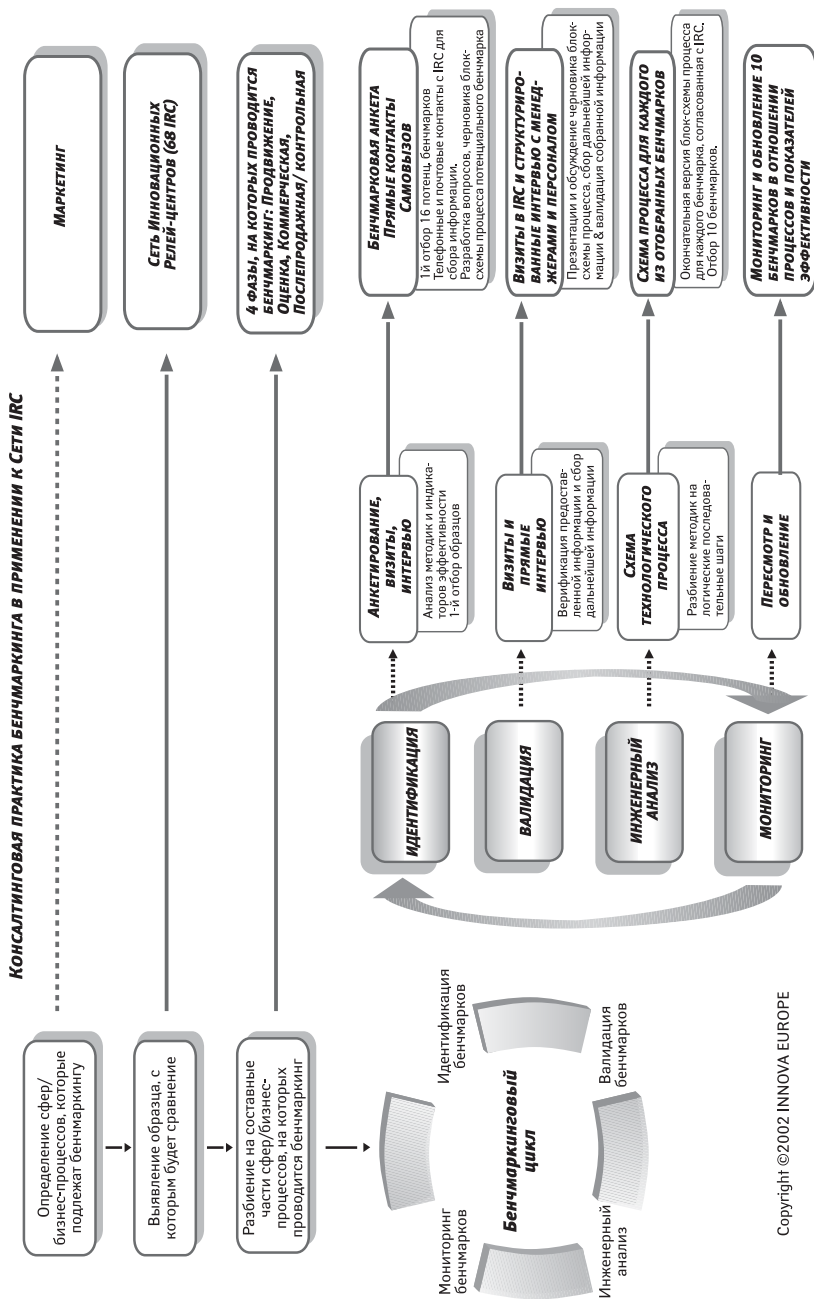 КОНСАЛТИНГОВАЯ ПРАКТИКА БЕНЧМАРКИНГА В ПРИМЕНЕНИИ К СЕТИ IRC
Определение сфер/
бизнес-процессов, которые
подлежат бенчмаркингу
МАРКЕТИНГ
Выявление образца, с
которым будет сравнение
СЕТЬ ИННОВАЦИОННЫХ
РЕЛЕЙ-ЦЕНТРОВ (68 IRC)
Разбиение на составные
части сфер/бизнес-
процессов, на которых
проводится бенчмаркинг
4 ФАЗЫ, НА КОТОРЫХ ПРОВОДИТСЯ
БЕНЧМАРКИНГ: ПРОДВИЖЕНИЕ,
ОЦЕНКА, КОММЕРЧЕСКАЯ,
ПОСЛЕПРОДАЖНАЯ/ КОНТРОЛЬНАЯ
Мониторинг
бенчмарков
Идентификация
бенчмарков
Бенчмаркинговый
цикл
Инженерный
анализ
Валидация
бенчмарков
ИДЕНТИФИКАЦИЯ
АНКЕТИРОВАНИЕ,
ВИЗИТЫ,
ИНТЕРВЬЮ
Анализ методик и индика-
торов эффективности
1-й отбор образцов
БЕНЧМАРКОВАЯ АНКЕТА
ПРЯМЫЕ КОНТАКТЫ
САМОВЫЗОВ
1й отбор 16 потенц. бенчмарков
Телефонные и почтовые контакты с IRC для
сбора информации.
Разработка вопросов, черновика блок-
схемы процесса потенциального бенчмарка
ВАЛИДАЦИЯ
ВИЗИТЫ И
ПРЯМЫЕ
ИНТЕРВЬЮ
Верификация предостав-
ленной информации и сбор
дальнейшей информации
ВИЗИТЫ В IRC И СТРУКТУРИРО-
ВАННЫЕ ИНТЕРВЬЮ С МЕНЕД-
ЖЕРАМИ И ПЕРСОНАЛОМ
Презентации и обсуждение черновика блок-
схемы процесса, сбор дальнейшей инфор-
мации & валидация собранной информации
ИНЖЕНЕРНЫЙ
АНАЛИЗ
СХЕМА
ТЕХНОЛОГИЧЕСКОГО
ПРОЦЕССА
Разбиение методик на
логические последова-
тельные шаги
СХЕМА ПРОЦЕССА ДЛЯ КАЖДОГО
ИЗ ОТОБРАННЫХ БЕНЧМАРКОВ
Окончательная версия блок-схемы процесса
для каждого бенчмарка, согласованная с IRC.
Отбор 10 бенчмарков.
МОНИТОРИНГ
ПЕРЕСМОТР И
ОБНОВЛЕНИЕ
МОНИТОРИНГ И ОБНОВЛЕНИЕ 10
БЕНЧМАРКОВ В ОТНОШЕНИИ
ПРОЦЕССОВ И ПОКАЗАТЕЛЕЙ
ЭФФЕКТИВНОСТИ
Copyright ©2002 INNOVA EUROPE